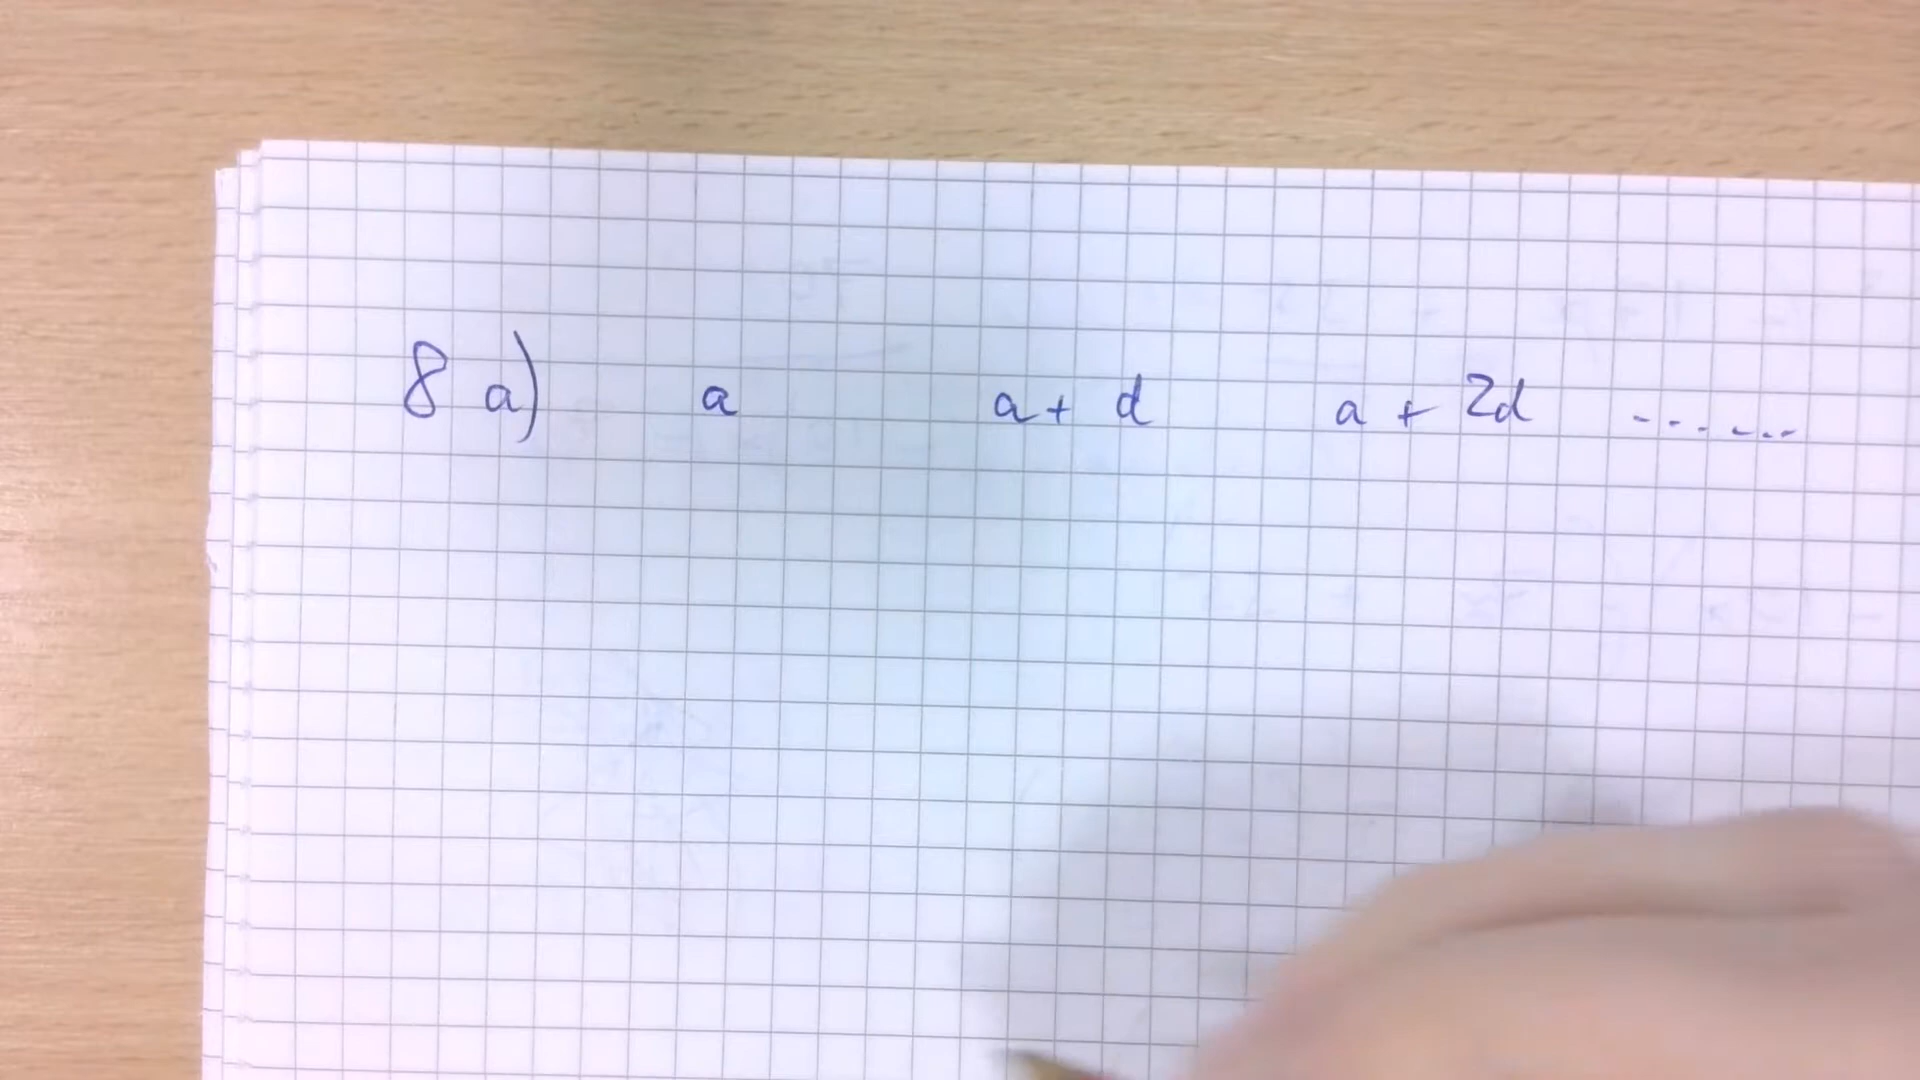 8 a) a a + d a + 2d .......